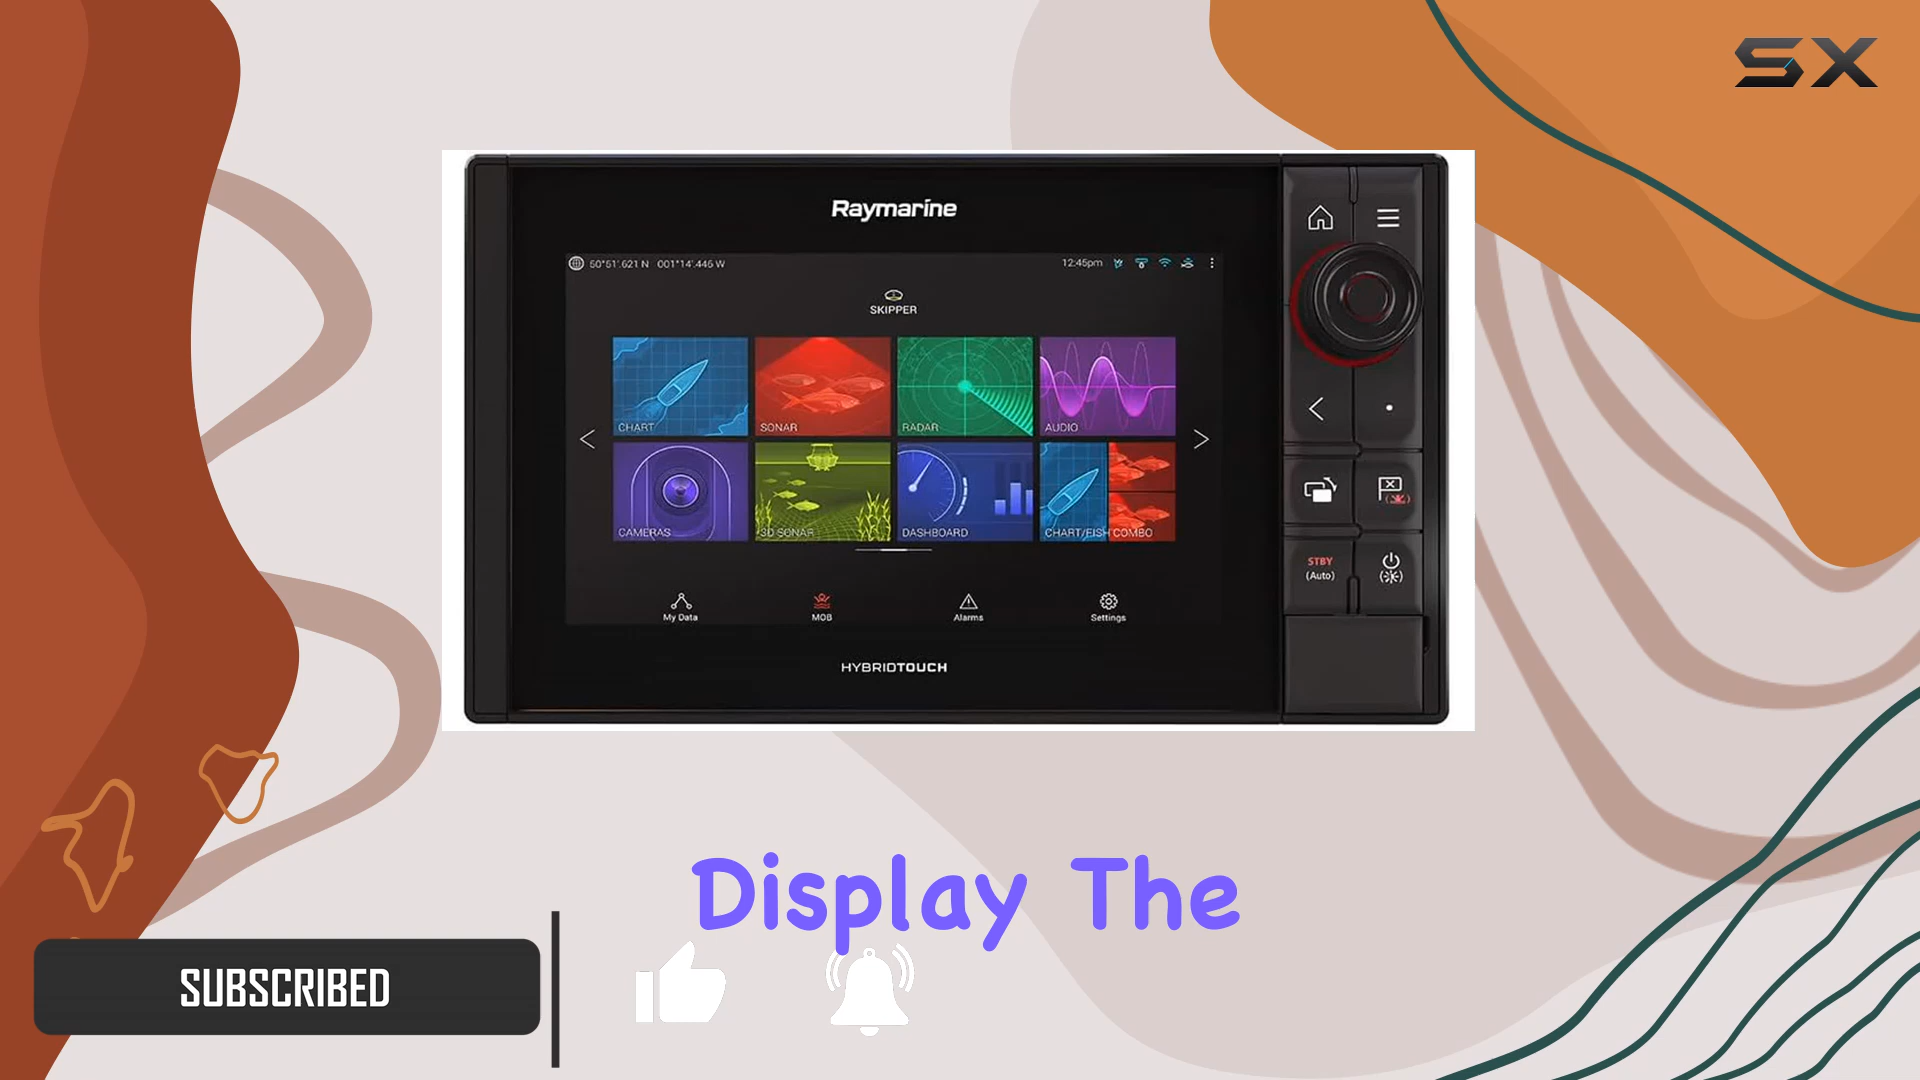 SX
Raymarine
50°51'.621 N 001°14'.445 W
12:45pm
SKIPPER
CHART
SONAR
RADAR
AUDIO
CAMERAS
3D SONAR
DASHBOARD
CHART/FISH COMBO
My Data
MOB
Alarms
Settings
HYBRIDTOUCH
STBY
(Auto)
Display The
SUBSCRIBED